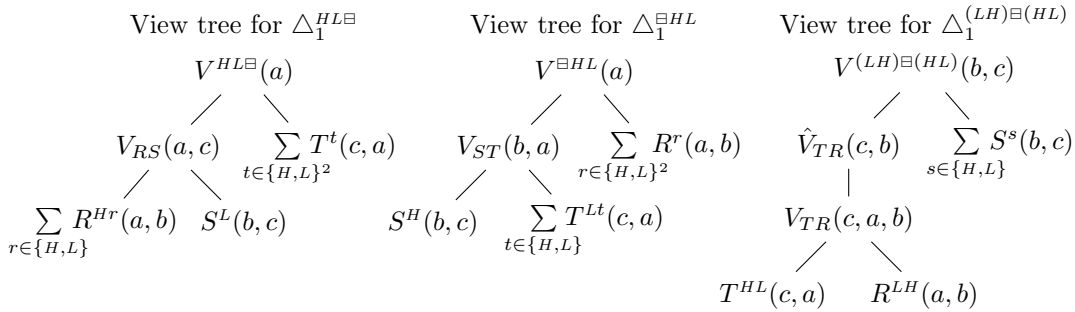 View tree for △₁^{HL⊟} View tree for △₁^{⊟HL} View tree for △₁^{(LH)⊟(HL)}
V^{HL⊟}(a) V^{⊟HL}(a) V^{(LH)⊟(HL)}(b, c)
V_{RS}(a, c) ∑_{t∈{H,L}²} T^t(c, a) V_{ST}(b, a) ∑_{r∈{H,L}²} R^r(a, b) V̂_{TR}(c, b) ∑_{s∈{H,L}} S^s(b, c)
∑_{r∈{H,L}} R^{Hr}(a, b) S^L(b, c) S^H(b, c) ∑_{t∈{H,L}} T^{Lt}(c, a) V_{TR}(c, a, b)
T^{HL}(c, a) R^{LH}(a, b)